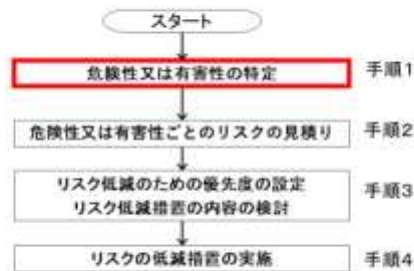 スタート
危険性又は有害性の特定 手順1
危険性又は有害性ごとのリスクの見積り 手順2
リスク低減のための優先度の設定
リスク低減措置の内容の検討 手順3
リスクの低減措置の実施 手順4